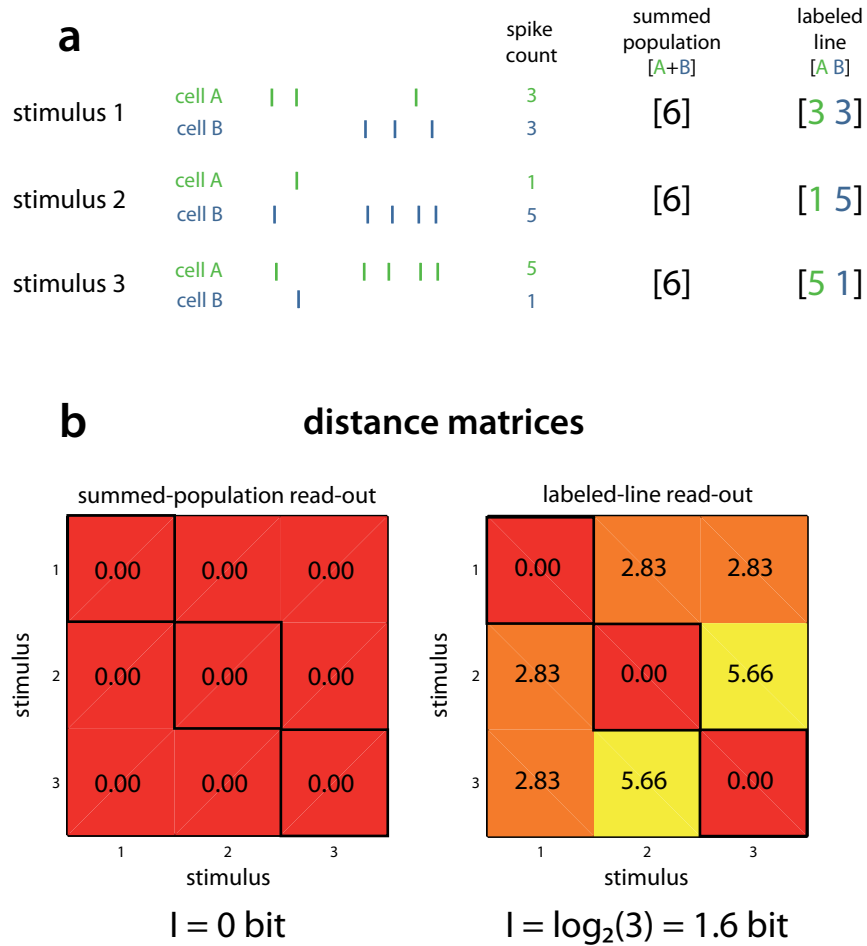 a
spike count
summed population [A+B]
labeled line [A B]
stimulus 1
cell A 3
cell B 3
[6]
[3 3]
stimulus 2
cell A 1
cell B 5
[6]
[1 5]
stimulus 3
cell A 5
cell B 1
[6]
[5 1]
b
distance matrices
summed-population read-out
1 0.00 0.00 0.00
2 0.00 0.00 0.00
3 0.00 0.00 0.00
stimulus
1 2 3
stimulus
I = 0 bit
labeled-line read-out
1 0.00 2.83 2.83
2 2.83 0.00 5.66
3 2.83 5.66 0.00
stimulus
1 2 3
stimulus
I = log₂(3) = 1.6 bit